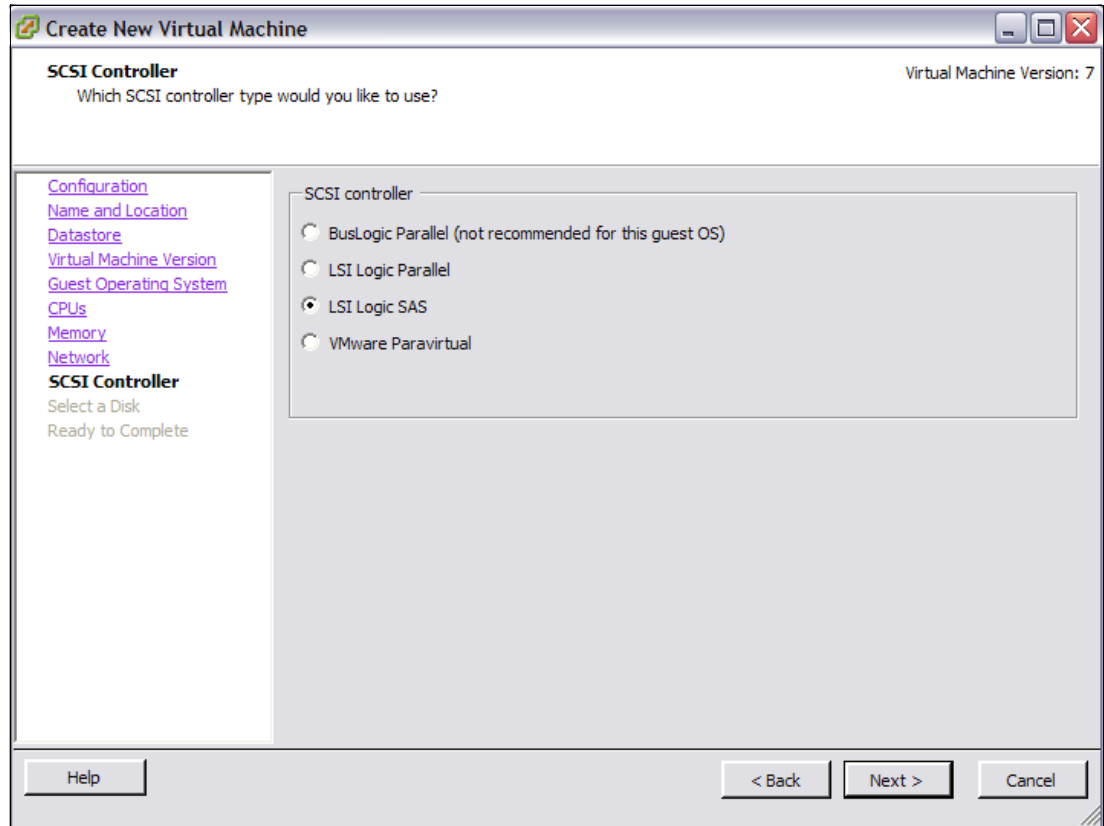 Create New Virtual Machine
SCSI Controller
Virtual Machine Version: 7
Which SCSI controller type would you like to use?
Configuration
Name and Location
Datastore
Virtual Machine Version
Guest Operating System
CPUs
Memory
Network
SCSI Controller
Select a Disk
Ready to Complete
SCSI controller
BusLogic Parallel (not recommended for this guest OS)
LSI Logic Parallel
LSI Logic SAS
VMware Paravirtual
Help
< Back
Next >
Cancel